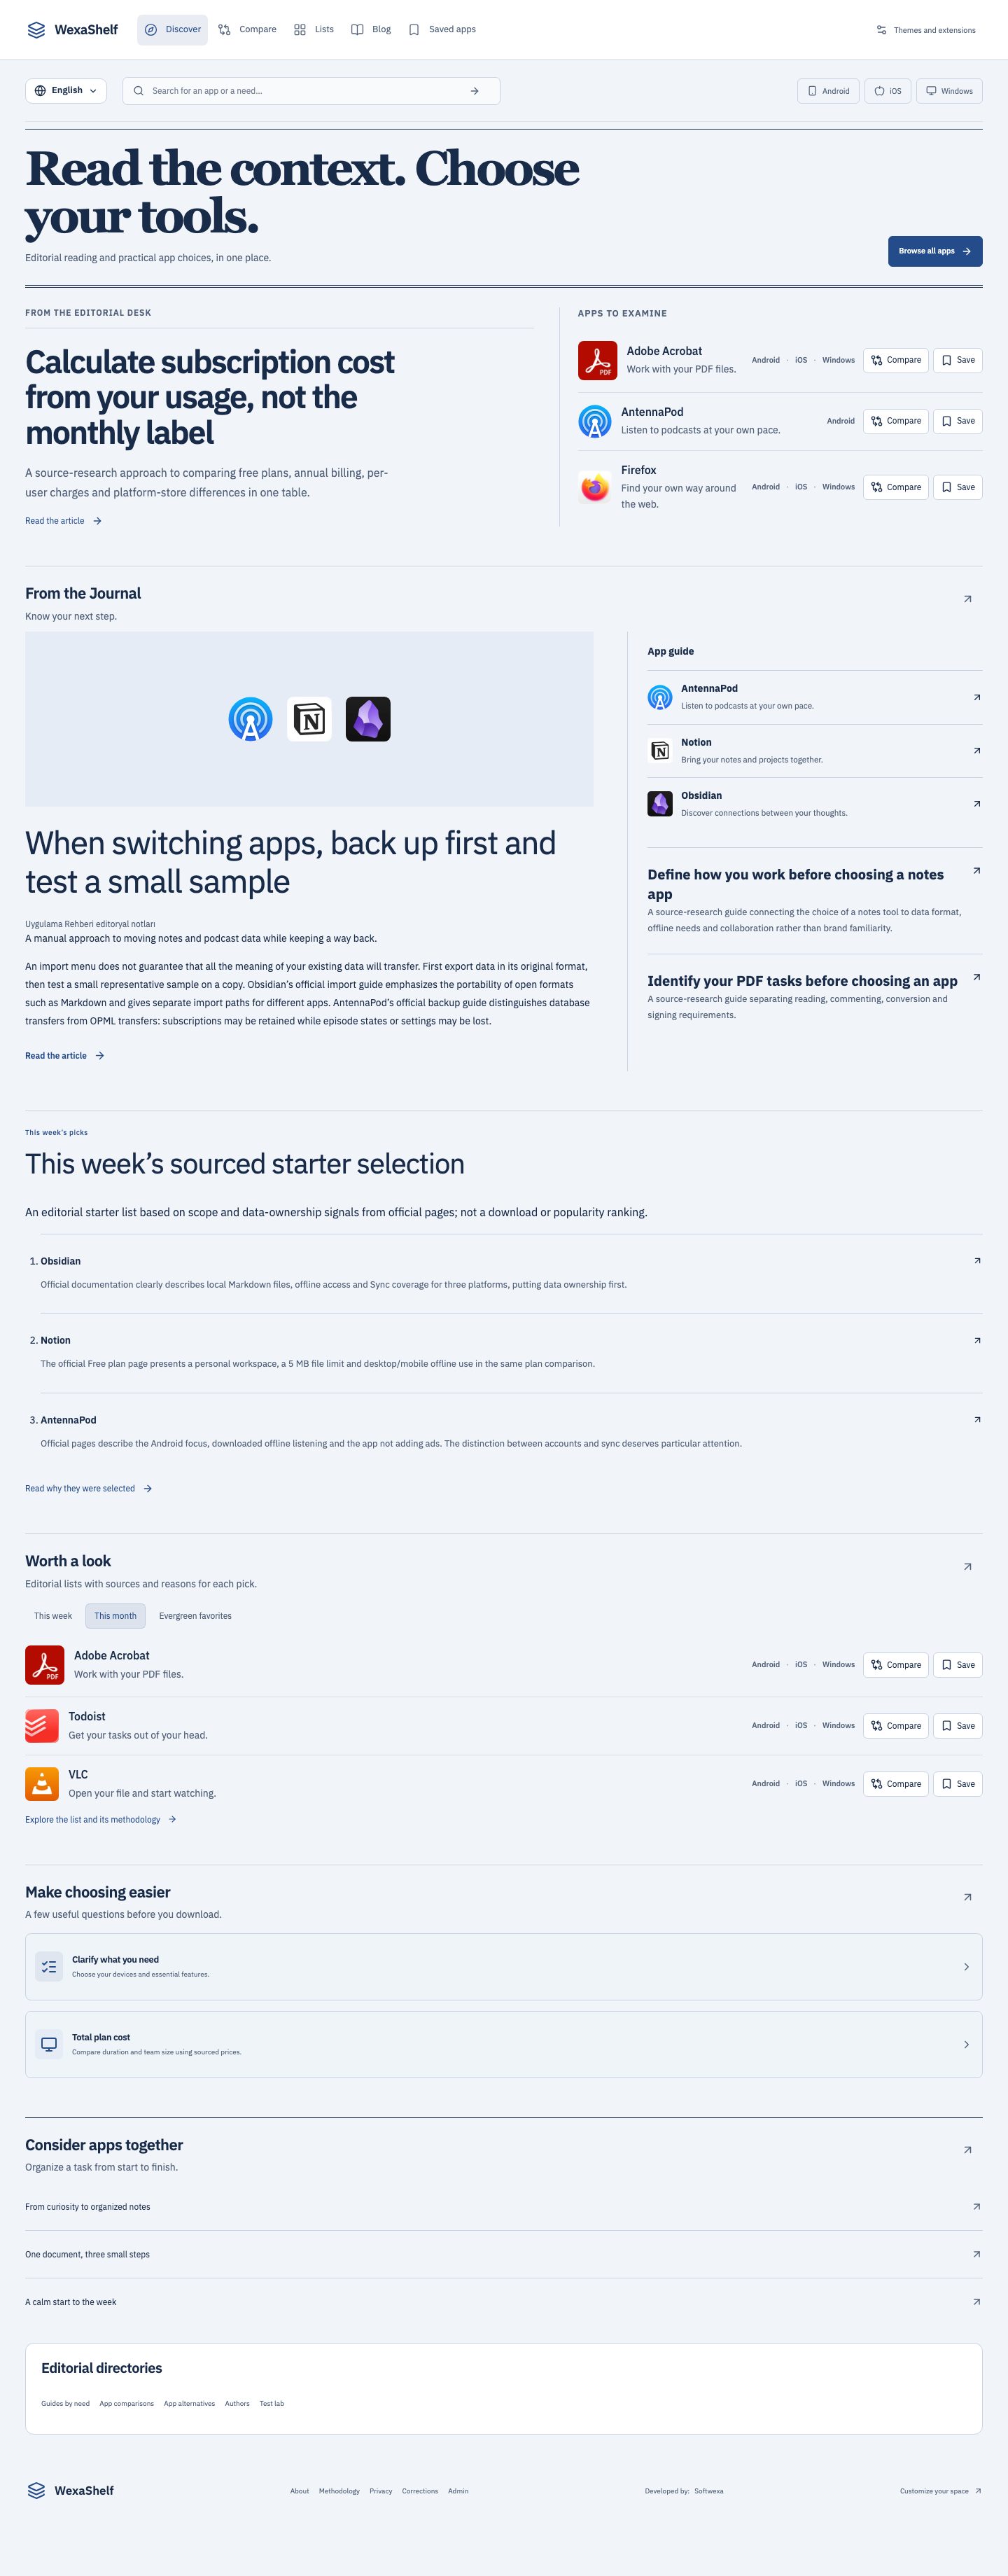 WexaShelf
Discover
Compare
Lists
Blog
Saved apps
Themes and extensions
English
Search for an app or a need...
Android
iOS
Windows
Read the context. Choose
your tools.
Editorial reading and practical app choices, in one place.
Browse all apps
FROM THE EDITORIAL DESK
Calculate subscription cost
from your usage, not the
monthly label
A source-research approach to comparing free plans, annual billing, per-
user charges and platform-store differences in one table.
Read the article
APPS TO EXAMINE
Adobe Acrobat
Work with your PDF files.
Android · iOS · Windows
Compare
Save
AntennaPod
Listen to podcasts at your own pace.
Android
Compare
Save
Firefox
Find your own way around
the web.
Android · iOS · Windows
Compare
Save
From the Journal
Know your next step.
When switching apps, back up first and
test a small sample
Uygulama Rehberi editoryal notları
A manual approach to moving notes and podcast data while keeping a way back.
An import menu does not guarantee that all the meaning of your existing data will transfer. First export data in its original format,
then test a small representative sample on a copy. Obsidian’s official import guide emphasizes the portability of open formats
such as Markdown and gives separate import paths for different apps. AntennaPod’s official backup guide distinguishes database
transfers from OPML transfers: subscriptions may be retained while episode states or settings may be lost.
Read the article
App guide
AntennaPod
Listen to podcasts at your own pace.
Notion
Bring your notes and projects together.
Obsidian
Discover connections between your thoughts.
Define how you work before choosing a notes
app
A source-research guide connecting the choice of a notes tool to data format,
offline needs and collaboration rather than brand familiarity.
Identify your PDF tasks before choosing an app
A source-research guide separating reading, commenting, conversion and
signing requirements.
This week’s picks
This week’s sourced starter selection
An editorial starter list based on scope and data-ownership signals from official pages; not a download or popularity ranking.
1. Obsidian
Official documentation clearly describes local Markdown files, offline access and Sync coverage for three platforms, putting data ownership first.
2. Notion
The official Free plan page presents a personal workspace, a 5 MB file limit and desktop/mobile offline use in the same plan comparison.
3. AntennaPod
Official pages describe the Android focus, downloaded offline listening and the app not adding ads. The distinction between accounts and sync deserves particular attention.
Read why they were selected
Worth a look
Editorial lists with sources and reasons for each pick.
This week
This month
Evergreen favorites
Adobe Acrobat
Work with your PDF files.
Android · iOS · Windows
Compare
Save
Todoist
Get your tasks out of your head.
Android · iOS · Windows
Compare
Save
VLC
Open your file and start watching.
Android · iOS · Windows
Compare
Save
Explore the list and its methodology
Make choosing easier
A few useful questions before you download.
Clarify what you need
Choose your devices and essential features.
Total plan cost
Compare duration and team size using sourced prices.
Consider apps together
Organize a task from start to finish.
From curiosity to organized notes
One document, three small steps
A calm start to the week
Editorial directories
Guides by need
App comparisons
App alternatives
Authors
Test lab
WexaShelf
About
Methodology
Privacy
Corrections
Admin
Developed by: Softwexa
Customize your space